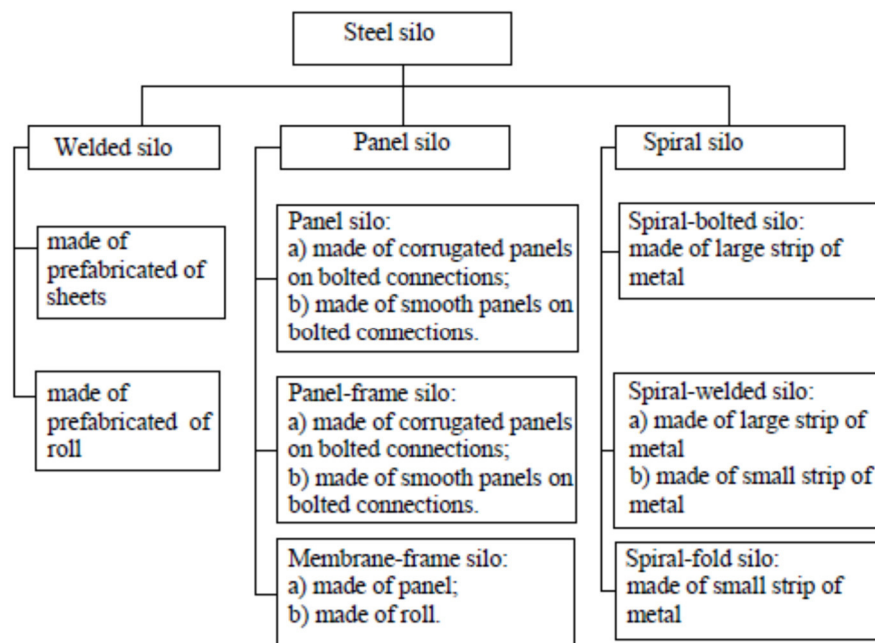 Steel silo
Welded silo
Panel silo
Spiral silo
made of
prefabricated of
sheets
made of
prefabricated of
roll
Panel silo:
a) made of corrugated panels
on bolted connections;
b) made of smooth panels on
bolted connections.
Panel-frame silo:
a) made of corrugated panels
on bolted connections;
b) made of smooth panels on
bolted connections.
Membrane-frame silo:
a) made of panel;
b) made of roll.
Spiral-bolted silo:
made of large strip of
metal
Spiral-welded silo:
a) made of large strip of
metal
b) made of small strip of
metal
Spiral-fold silo:
made of small strip of
metal